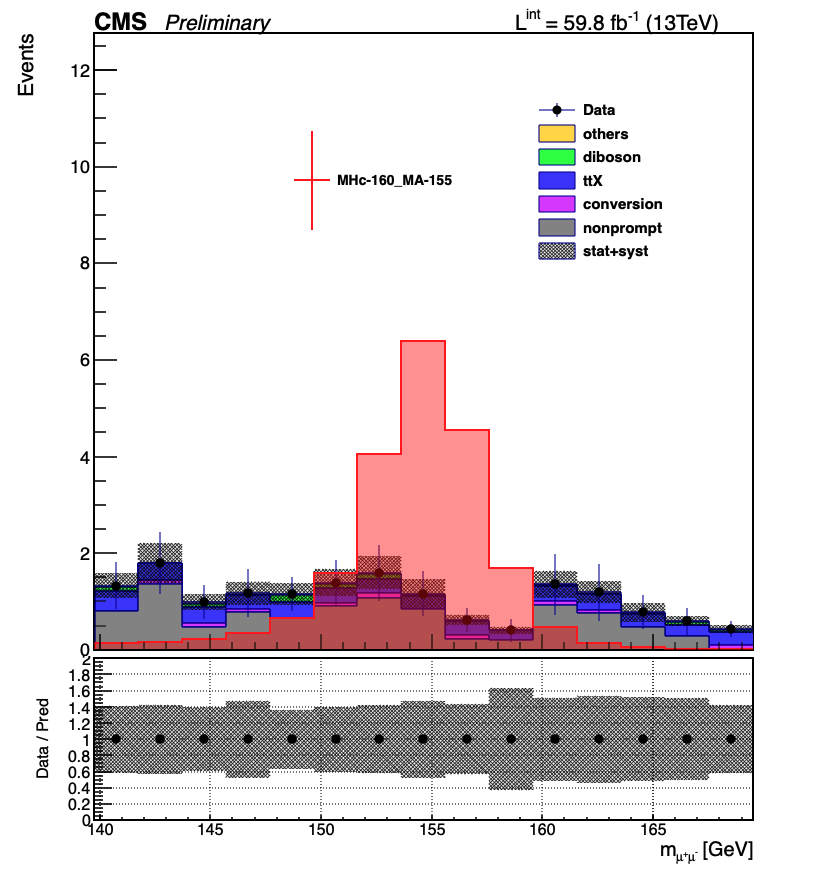 CMS Preliminary L^int = 59.8 fb^-1 (13TeV)
Events
12
10
8
6
4
2
0
MHc-160_MA-155
Data
others
diboson
ttX
conversion
nonprompt
stat+syst
Data / Pred
2
1.8
1.6
1.4
1.2
1
0.8
0.6
0.4
0.2
0
140 145 150 155 160 165
m_μ⁺μ⁻ [GeV]